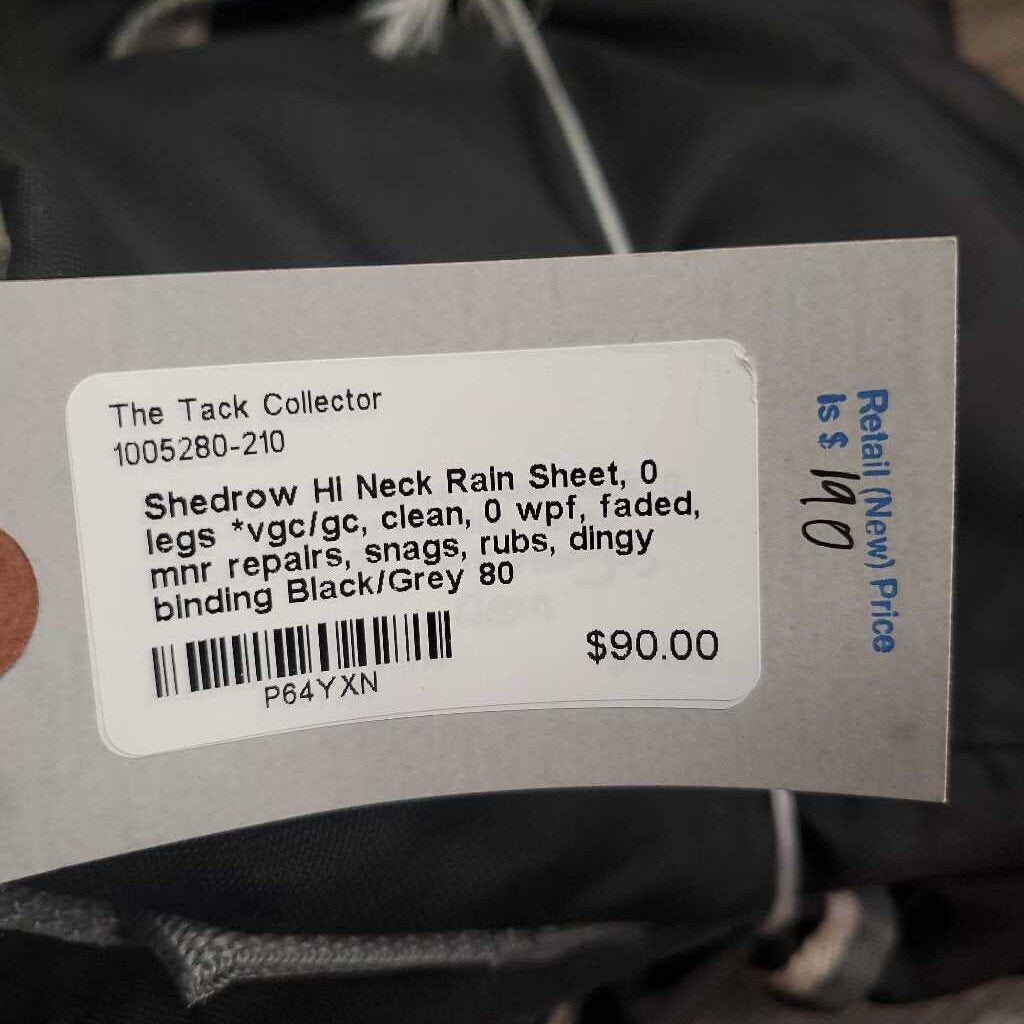 The Tack Collector
1005280-210
Shedrow Hi Neck Rain Sheet, 0
legs *vgc/gc, clean, 0 wpf, faded,
mnr repairs, snags, rubs, dingy
binding Black/Grey 80
P64YXN
$90.00
Retail (New) Price
Is $ 190